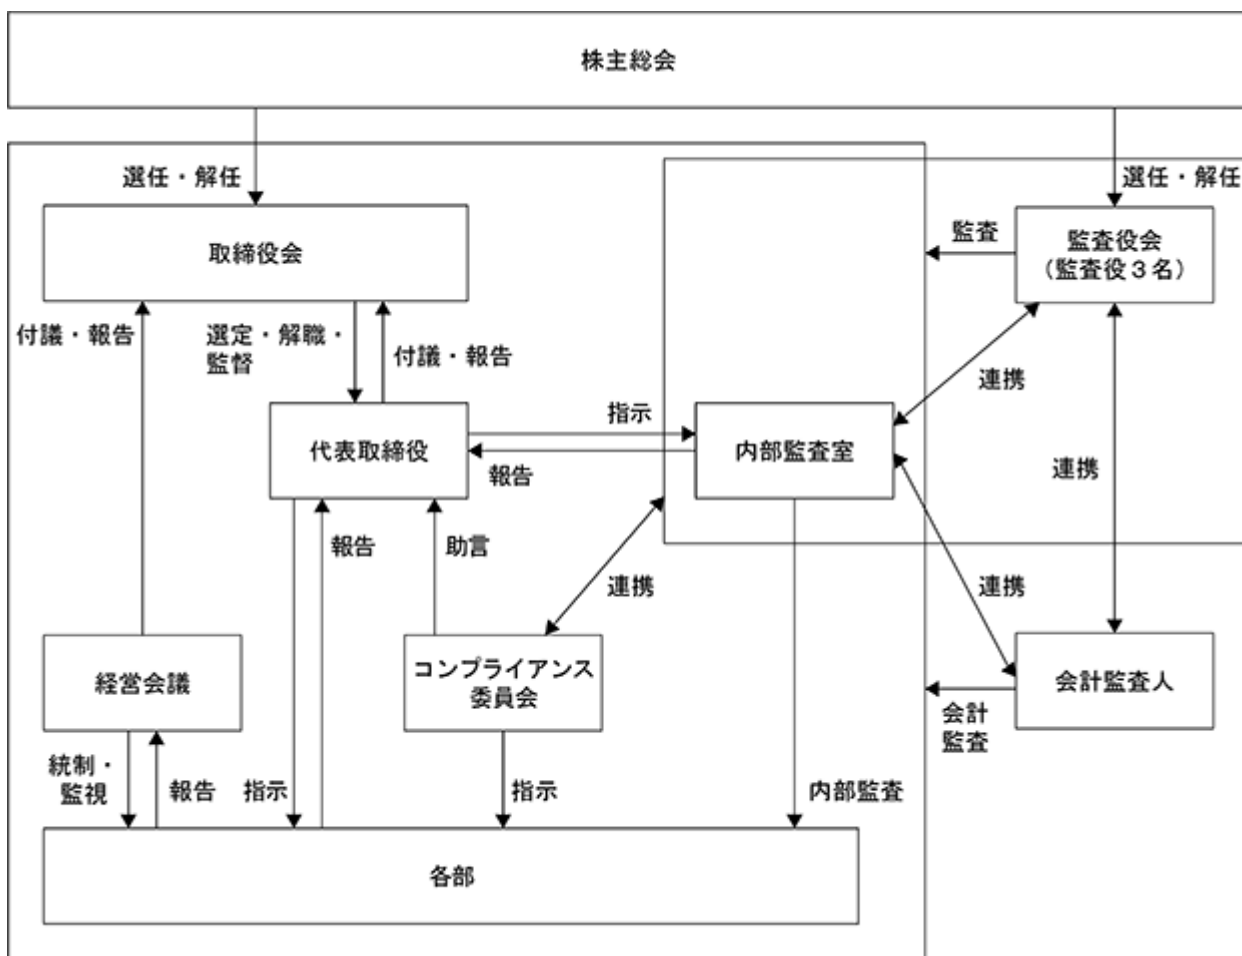 株主総会
選任・解任
選任・解任
取締役会
監査
監査役会
（監査役３名）
付議・報告
選定・解職・
監督
付議・報告
連携
指示
代表取締役
内部監査室
報告
連携
報告
助言
連携
連携
経営会議
コンプライアンス
委員会
会計監査人
会計
監査
統制・
監視
報告
指示
指示
内部監査
各部